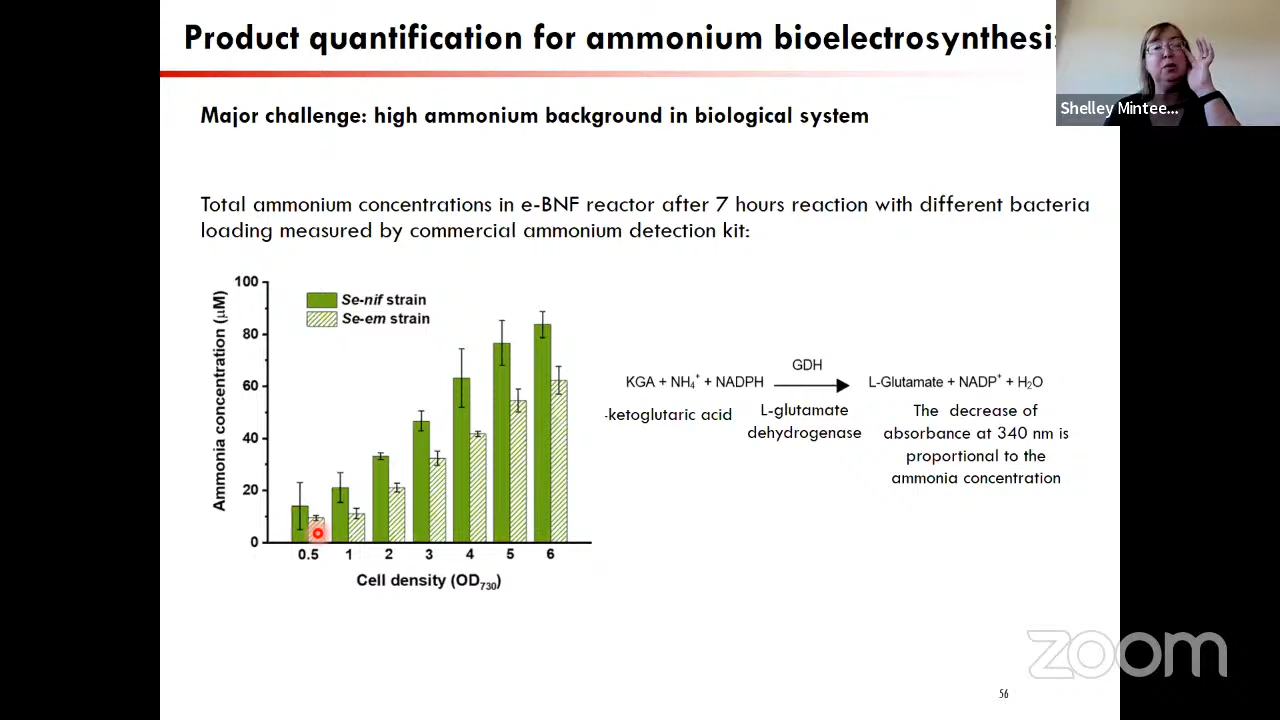 Product quantification for ammonium bioelectrosynthesis
Shelley Mintee...
Major challenge: high ammonium background in biological system
Total ammonium concentrations in e-BNF reactor after 7 hours reaction with different bacteria
loading measured by commercial ammonium detection kit:
Ammonia concentration (μM)
100
80
60
40
20
0
Se-nif strain
Se-em strain
0.5 1 2 3 4 5 6
Cell density (OD730)
GDH
KGA + NH4+ + NADPH
L-Glutamate + NADP+ + H2O
-ketoglutaric acid
L-glutamate
dehydrogenase
The decrease of
absorbance at 340 nm is
proportional to the
ammonia concentration
zoom
56